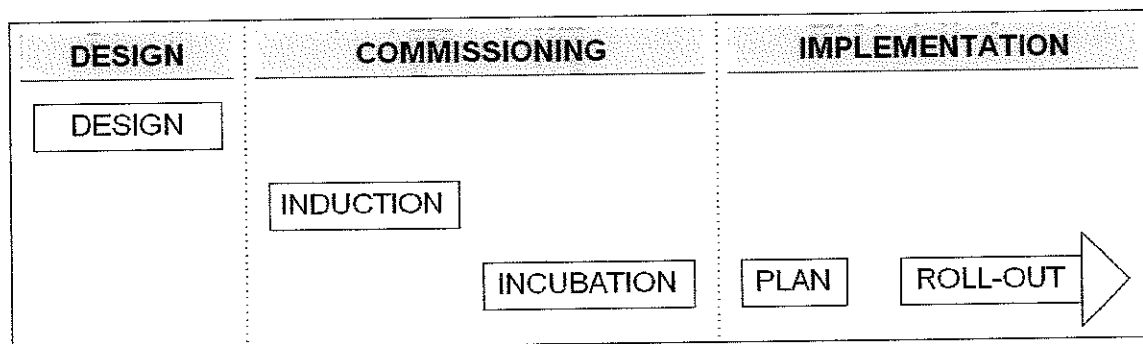 DESIGN
COMMISSIONING
IMPLEMENTATION
DESIGN
INDUCTION
INCUBATION
PLAN
ROLL-OUT